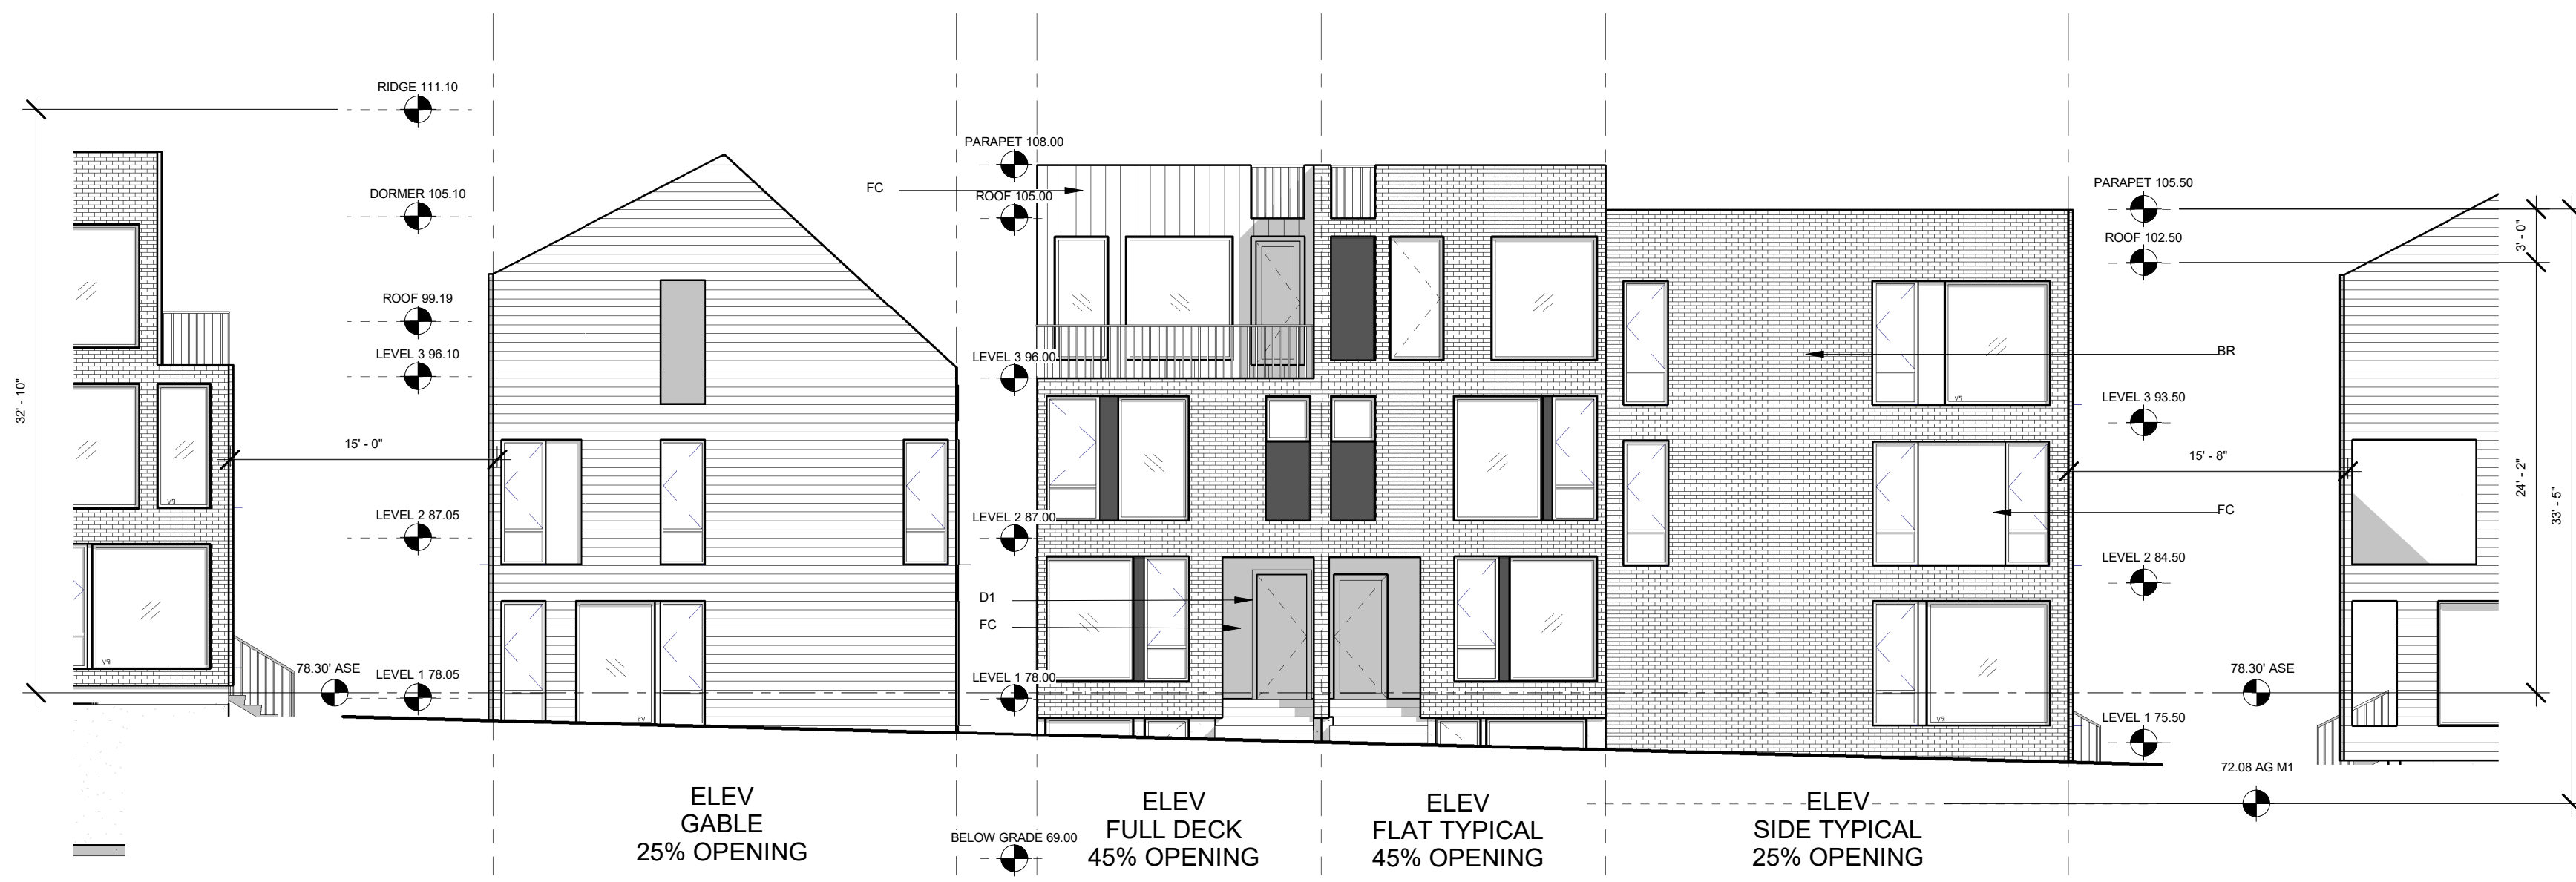 RIDGE 111.10
DORMER 105.10
ROOF 99.19
LEVEL 3 96.10
LEVEL 2 87.05
LEVEL 1 78.05
78.30' ASE
32' - 10"
15' - 0"
PARAPET 108.00
FC
ROOF 105.00
LEVEL 3 96.00
LEVEL 2 87.00
D1
FC
LEVEL 1 78.00
BELOW GRADE 69.00
PARAPET 105.50
ROOF 102.50
BR
LEVEL 3 93.50
15' - 8"
FC
LEVEL 2 84.50
78.30' ASE
LEVEL 1 75.50
72.08 AG M1
3' - 0"
24' - 2"
33' - 5"
ELEV
GABLE
25% OPENING
ELEV
FULL DECK
45% OPENING
ELEV
FLAT TYPICAL
45% OPENING
ELEV
SIDE TYPICAL
25% OPENING